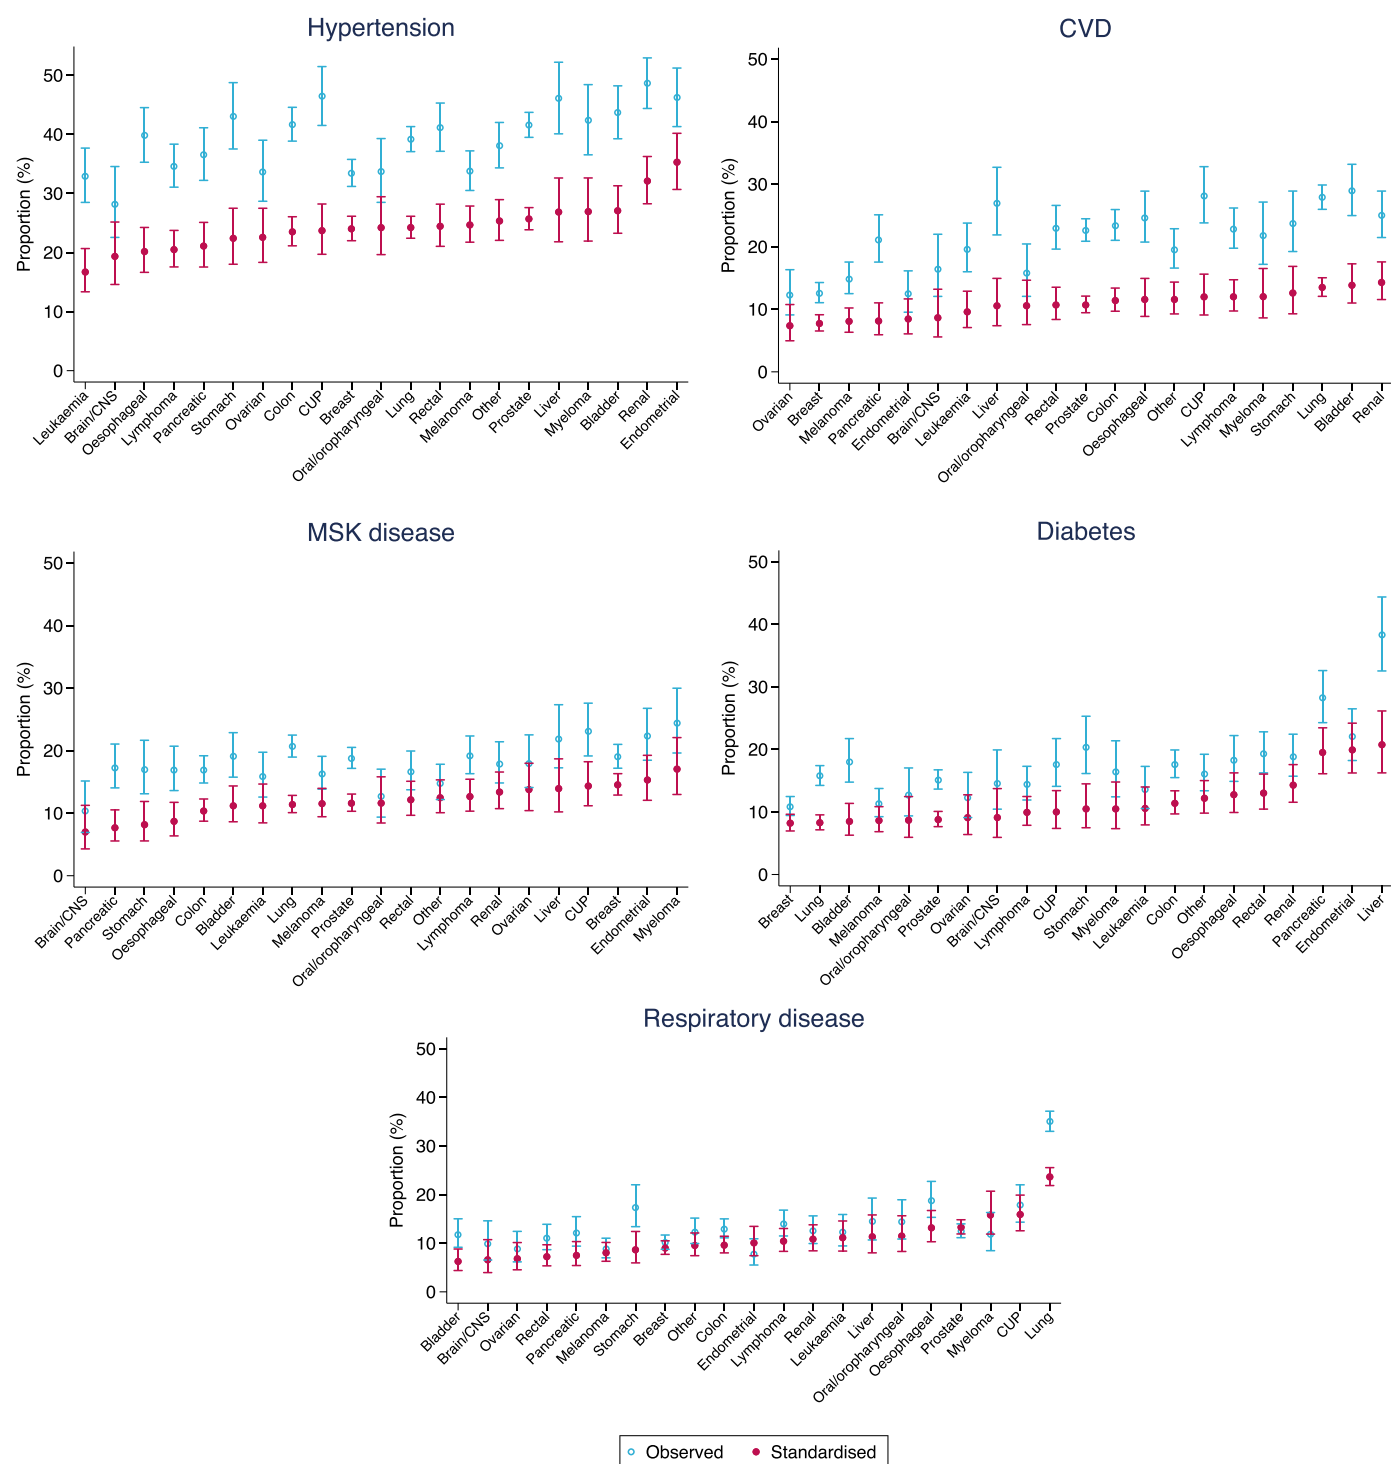 Hypertension
Proportion (%)
50
40
30
20
10
0
Leukaemia
Brain/CNS
Oesophageal
Lymphoma
Pancreatic
Stomach
Ovarian
Colon
CUP
Breast
Oral/oropharyngeal
Lung
Rectal
Melanoma
Other
Prostate
Liver
Myeloma
Bladder
Renal
Endometrial
CVD
Proportion (%)
50
40
30
20
10
0
Ovarian
Breast
Melanoma
Pancreatic
Endometrial
Brain/CNS
Leukaemia
Liver
Oral/oropharyngeal
Rectal
Prostate
Colon
Oesophageal
Other
CUP
Lymphoma
Myeloma
Stomach
Lung
Bladder
Renal
MSK disease
Proportion (%)
50
40
30
20
10
0
Brain/CNS
Pancreatic
Stomach
Oesophageal
Colon
Bladder
Leukaemia
Lung
Melanoma
Prostate
Oral/oropharyngeal
Rectal
Other
Lymphoma
Renal
Ovarian
Liver
CUP
Breast
Endometrial
Myeloma
Diabetes
Proportion (%)
50
40
30
20
10
0
Breast
Lung
Bladder
Melanoma
Oral/oropharyngeal
Prostate
Ovarian
Brain/CNS
Lymphoma
CUP
Stomach
Myeloma
Leukaemia
Colon
Other
Oesophageal
Rectal
Renal
Pancreatic
Endometrial
Liver
Respiratory disease
Proportion (%)
50
40
30
20
10
0
Bladder
Brain/CNS
Ovarian
Rectal
Pancreatic
Melanoma
Stomach
Breast
Other
Colon
Endometrial
Lymphoma
Renal
Leukaemia
Liver
Oral/oropharyngeal
Oesophageal
Prostate
Myeloma
CUP
Lung
Observed
Standardised